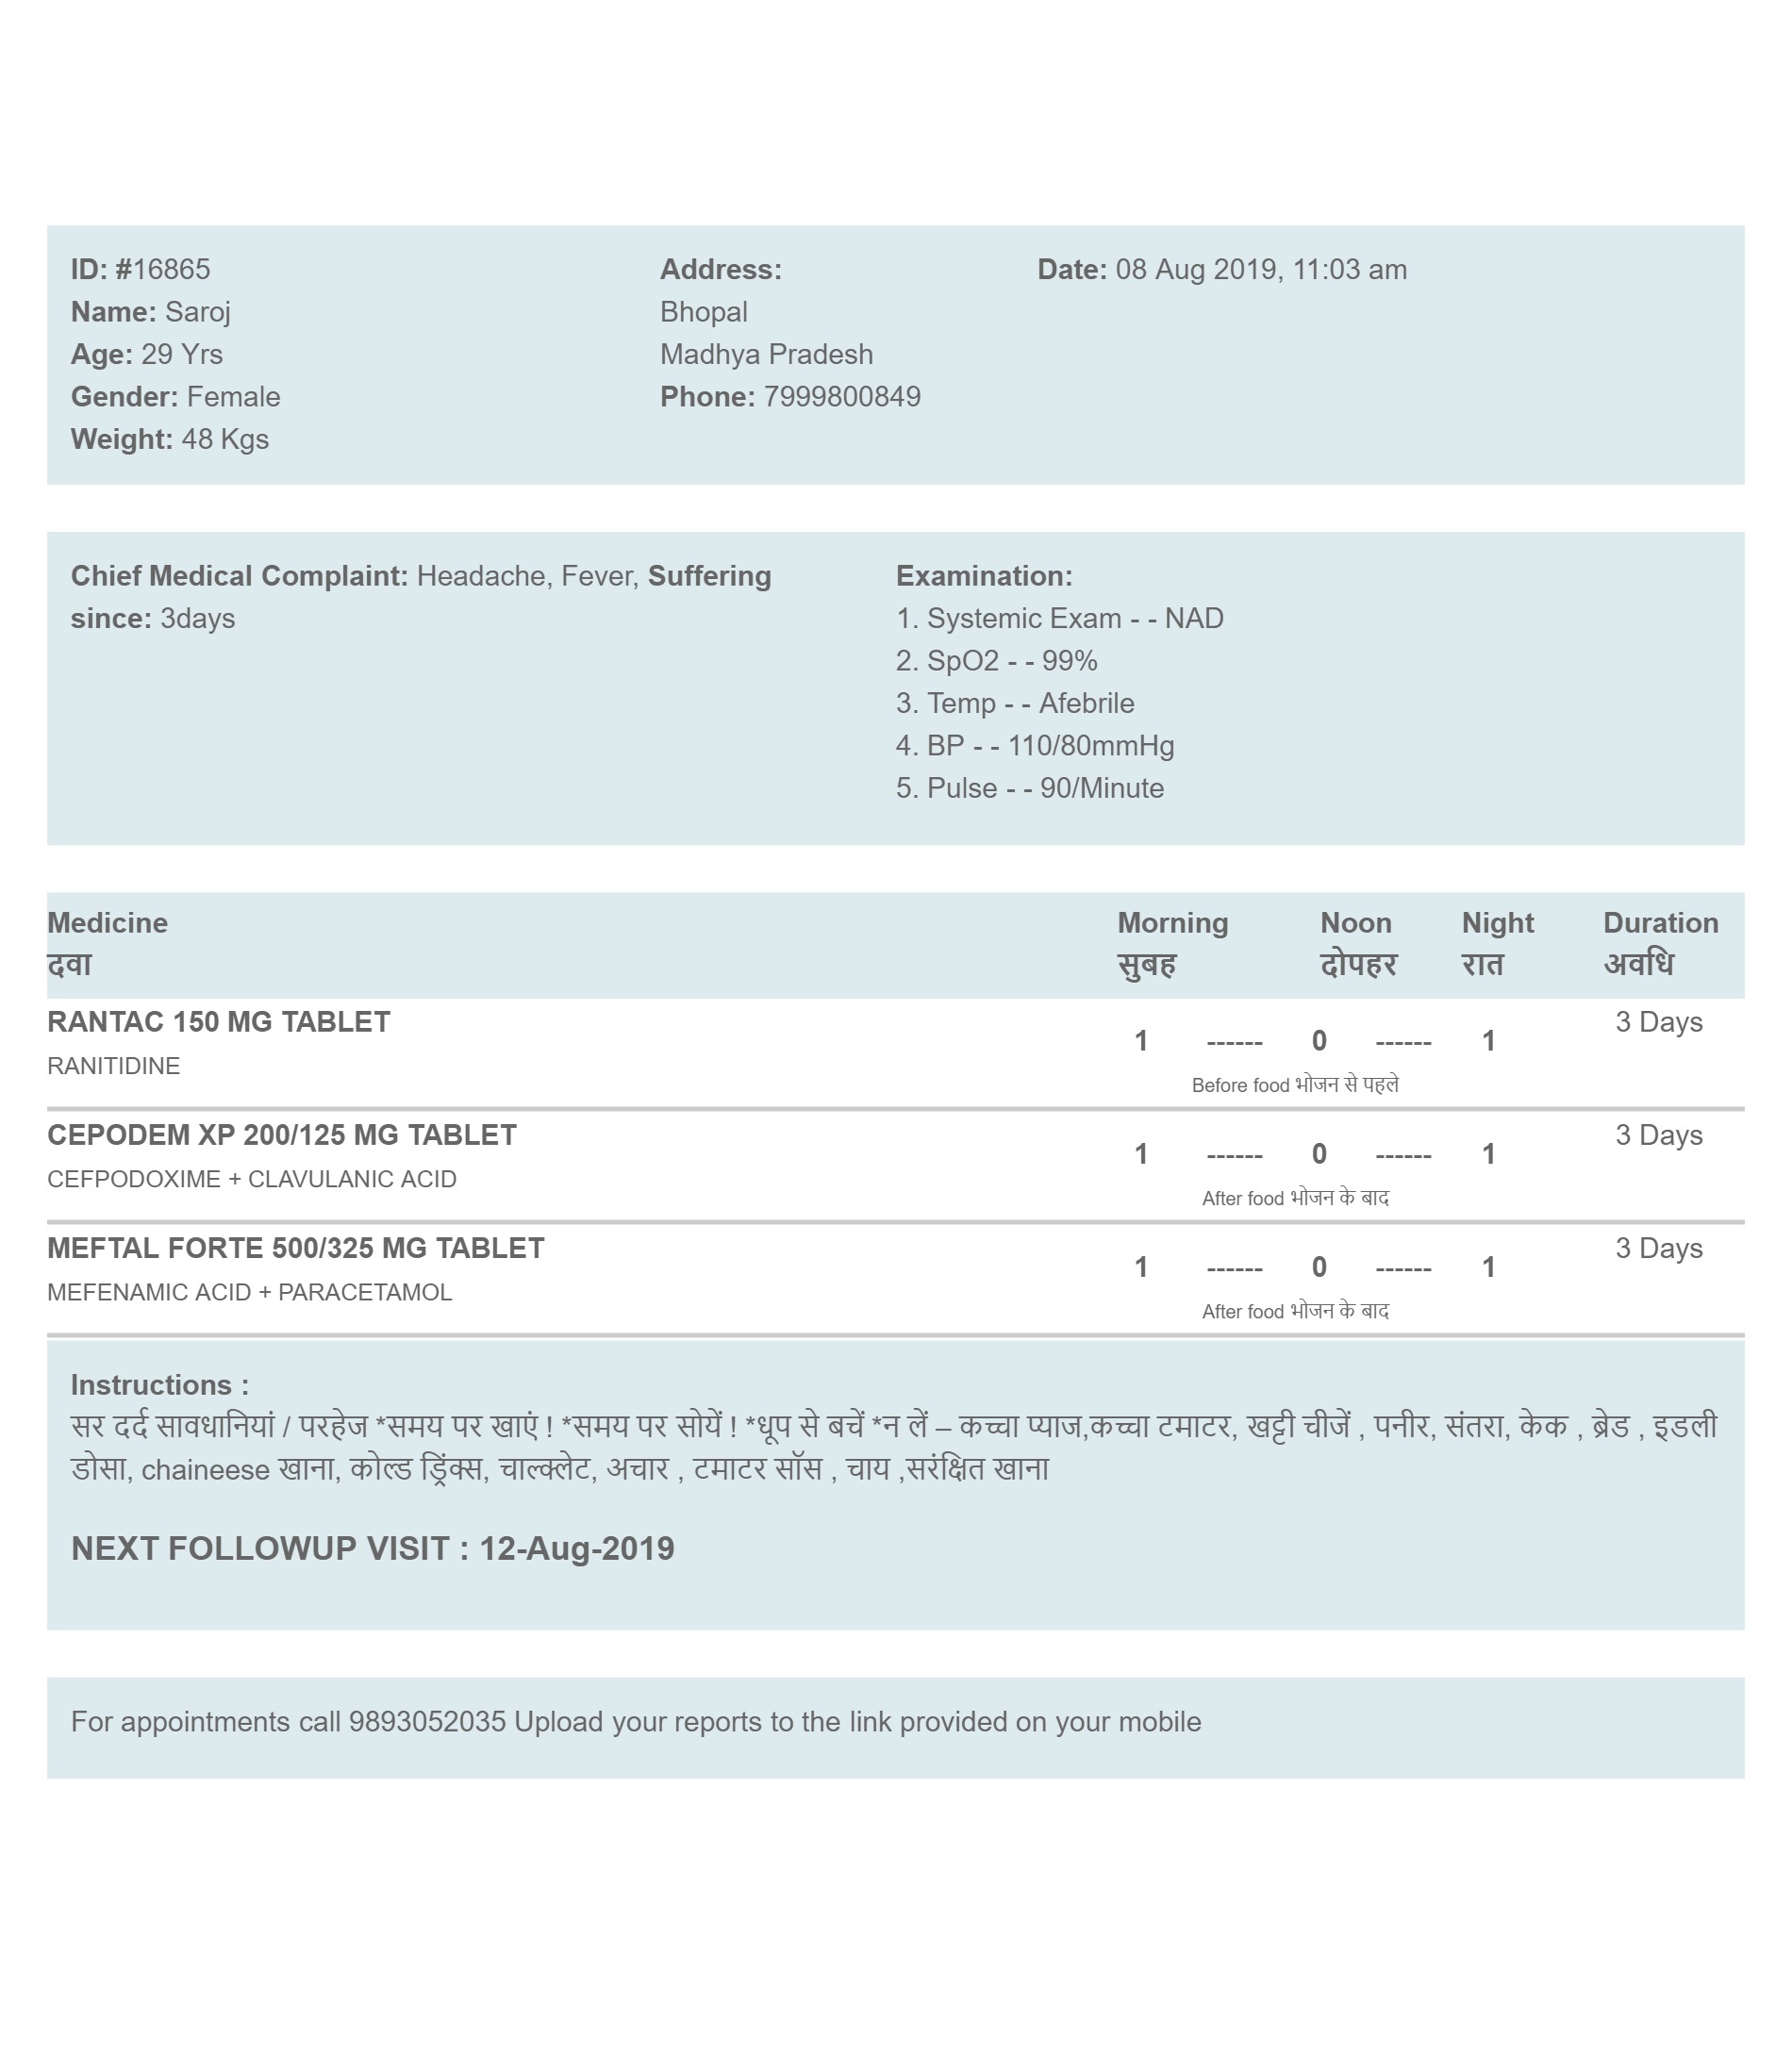 ID: #16865
Name: Saroj
Age: 29 Yrs
Gender: Female
Weight: 48 Kgs
Address:
Bhopal
Madhya Pradesh
Phone: 7999800849
Date: 08 Aug 2019, 11:03 am
Chief Medical Complaint: Headache, Fever, Suffering
since: 3days
Examination:
1. Systemic Exam - - NAD
2. SpO2 - - 99%
3. Temp - - Afebrile
4. BP - - 110/80mmHg
5. Pulse - - 90/Minute
Medicine Morning Noon Night Duration
दवा सुबह दोपहर रात अवधि
RANTAC 150 MG TABLET 3 Days
1 ------ 0 ------ 1
RANITIDINE
Before food भोजन से पहले
CEPODEM XP 200/125 MG TABLET 3 Days
1 ------ 0 ------ 1
CEFPODOXIME + CLAVULANIC ACID
After food भोजन के बाद
MEFTAL FORTE 500/325 MG TABLET 3 Days
1 ------ 0 ------ 1
MEFENAMIC ACID + PARACETAMOL
After food भोजन के बाद
Instructions :
सर दर्द सावधानियां / परहेज *समय पर खाएं ! *समय पर सोयें ! *धूप से बचें *न लें – कच्चा प्याज,कच्चा टमाटर, खट्टी चीजें , पनीर, संतरा, केक , ब्रेड , इडली
डोसा, chaineese खाना, कोल्ड ड्रिंक्स, चाल्क्लेट, अचार , टमाटर सॉस , चाय ,सरंक्षित खाना
NEXT FOLLOWUP VISIT : 12-Aug-2019
For appointments call 9893052035 Upload your reports to the link provided on your mobile